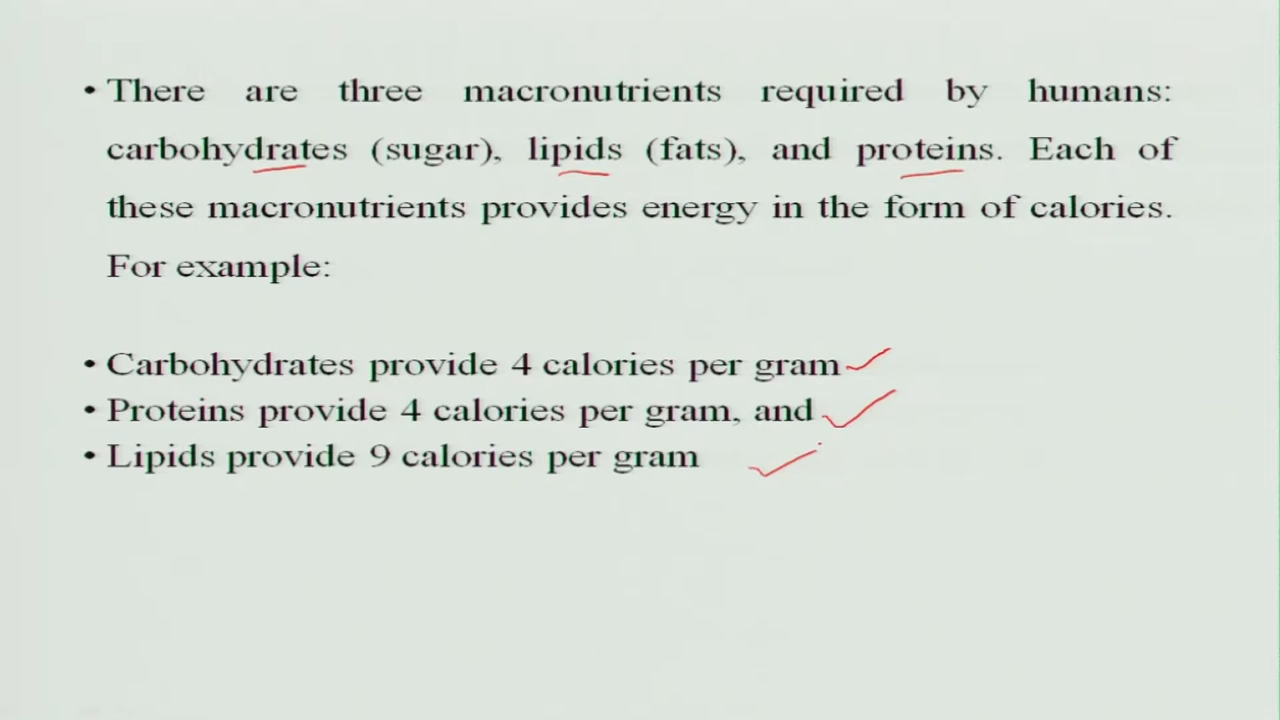 • There are three macronutrients required by humans:
carbohydrates (sugar), lipids (fats), and proteins. Each of
these macronutrients provides energy in the form of calories.
For example:
• Carbohydrates provide 4 calories per gram
• Proteins provide 4 calories per gram, and
• Lipids provide 9 calories per gram